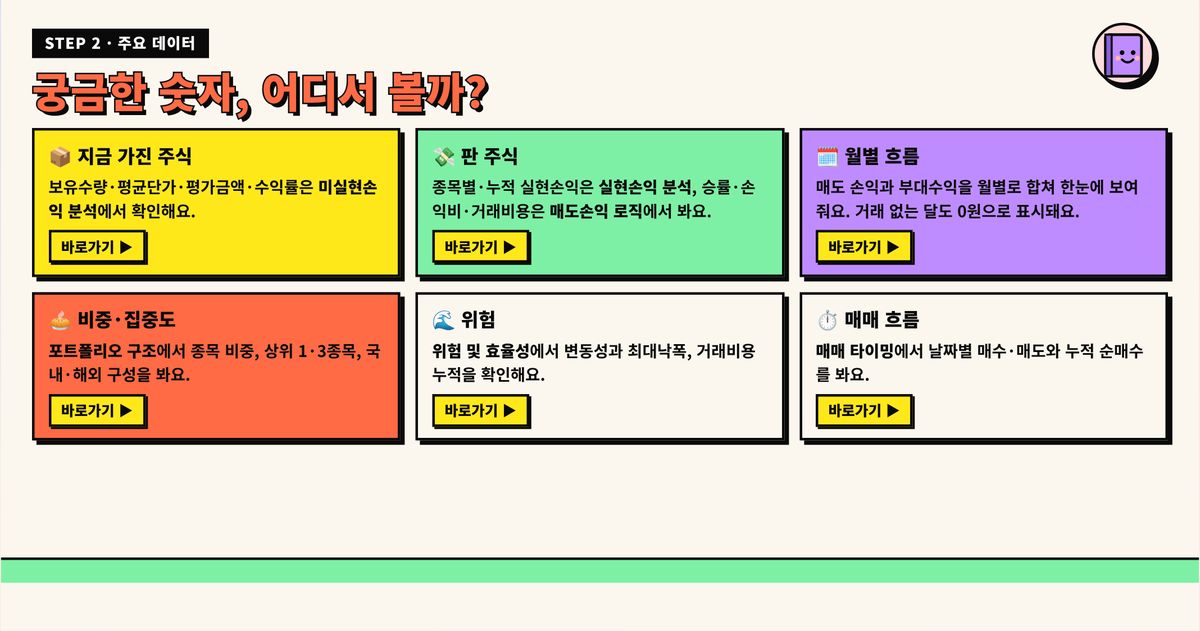 STEP 2 · 주요 데이터
궁금한 숫자, 어디서 볼까?
📦 지금 가진 주식
보유수량·평균단가·평가금액·수익률은 미실현손
익 분석에서 확인해요.
바로가기 ▶
💸 판 주식
종목별·누적 실현손익은 실현손익 분석, 승률·손
익비·거래비용은 매도손익 로직에서 봐요.
바로가기 ▶
🗓️ 월별 흐름
매도 손익과 부대수익을 월별로 합쳐 한눈에 보여
줘요. 거래 없는 달도 0원으로 표시돼요.
바로가기 ▶
🥧 비중·집중도
포트폴리오 구조에서 종목 비중, 상위 1·3종목, 국
내·해외 구성을 봐요.
바로가기 ▶
🌊 위험
위험 및 효율성에서 변동성과 최대낙폭, 거래비용
누적을 확인해요.
바로가기 ▶
⏱️ 매매 흐름
매매 타이밍에서 날짜별 매수·매도와 누적 순매수
를 봐요.
바로가기 ▶